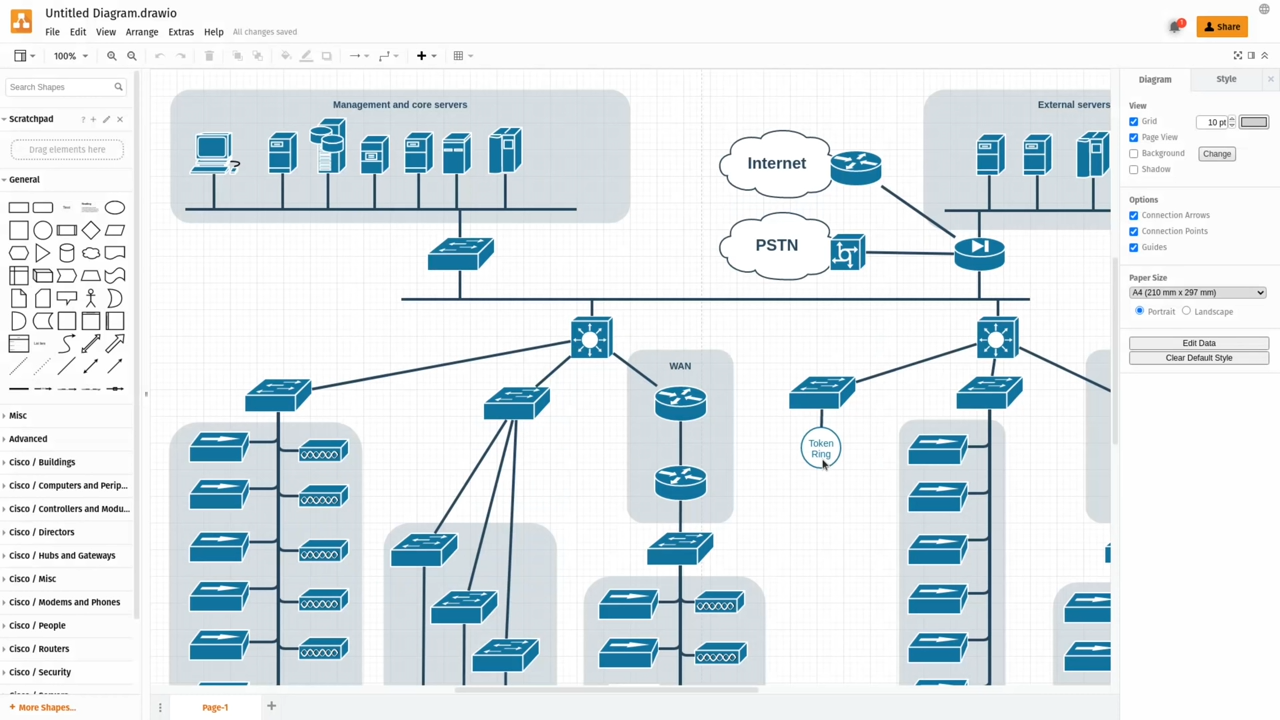 Untitled Diagram.drawio
File Edit View Arrange Extras Help All changes saved
1
Share
100%
Search Shapes
Scratchpad
?
Drag elements here
General
Misc
Advanced
Cisco / Buildings
Cisco / Computers and Perip...
Cisco / Controllers and Modu...
Cisco / Directors
Cisco / Hubs and Gateways
Cisco / Misc
Cisco / Modems and Phones
Cisco / People
Cisco / Routers
Cisco / Security
+ More Shapes...
Management and core servers
External servers
Internet
PSTN
WAN
Token
Ring
Page-1
Diagram Style
View
Grid 10 pt
Page View
Background Change
Shadow
Options
Connection Arrows
Connection Points
Guides
Paper Size
A4 (210 mm x 297 mm)
Portrait Landscape
Edit Data
Clear Default Style